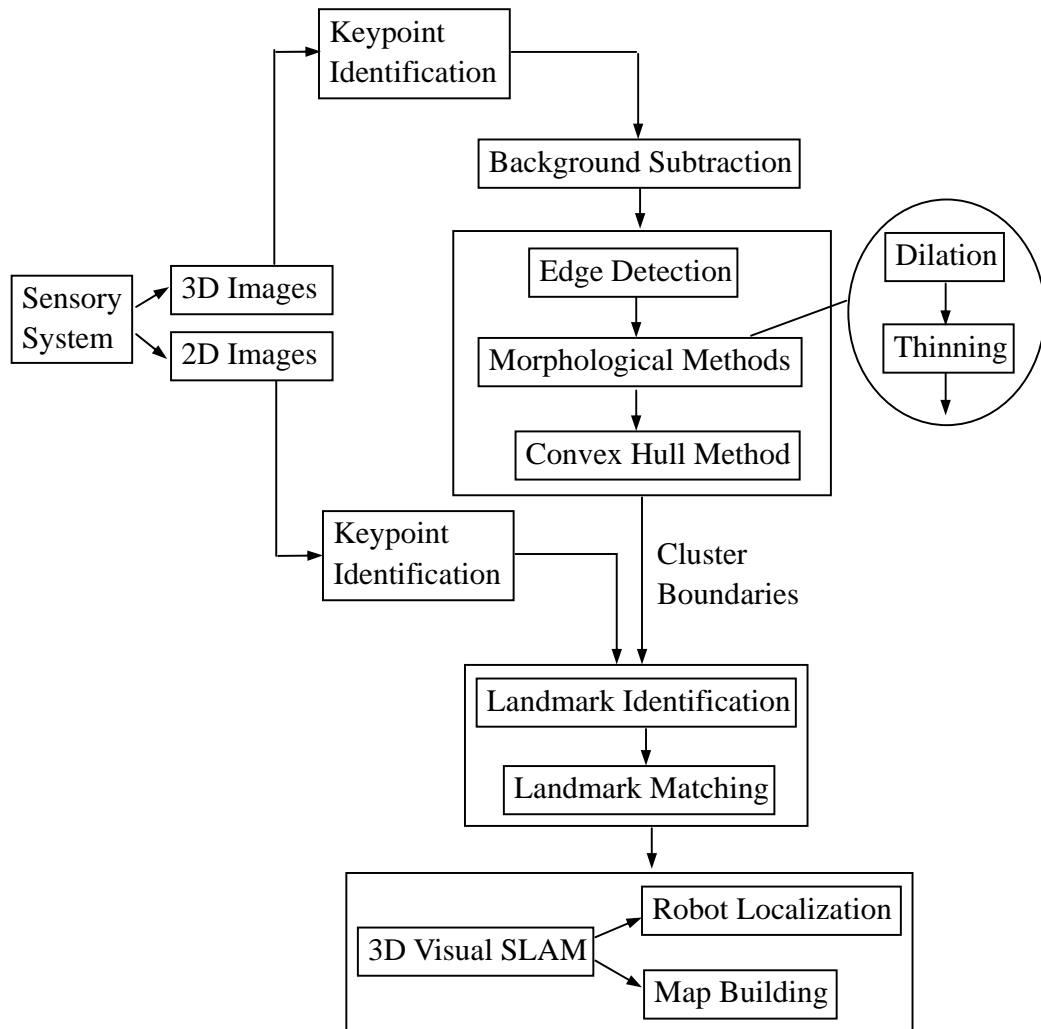 Keypoint
Identification
Background Subtraction
Edge Detection
Dilation
3D Images
Sensory
System
2D Images
Morphological Methods
Thinning
Convex Hull Method
Keypoint
Identification
Cluster
Boundaries
Landmark Identification
Landmark Matching
Robot Localization
3D Visual SLAM
Map Building